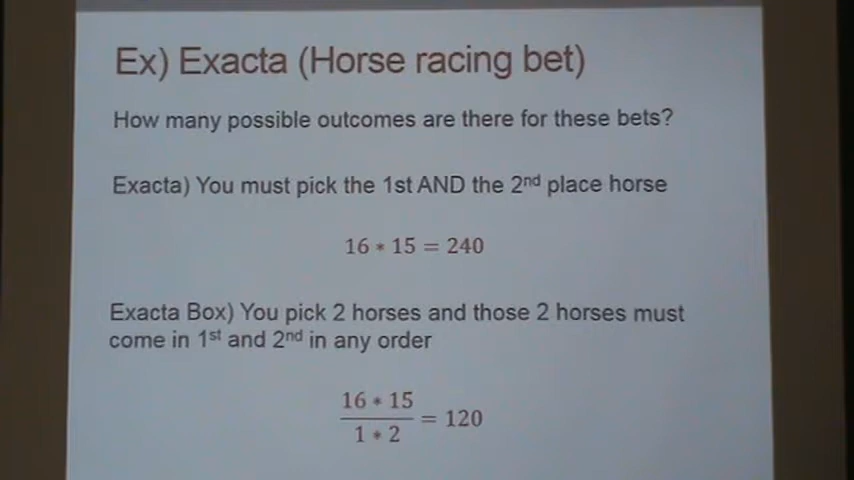 Ex) Exacta (Horse racing bet)
How many possible outcomes are there for these bets?
Exacta) You must pick the 1st AND the 2nd place horse
16 * 15 = 240
Exacta Box) You pick 2 horses and those 2 horses must
come in 1st and 2nd in any order
16 * 15
1 * 2
= 120